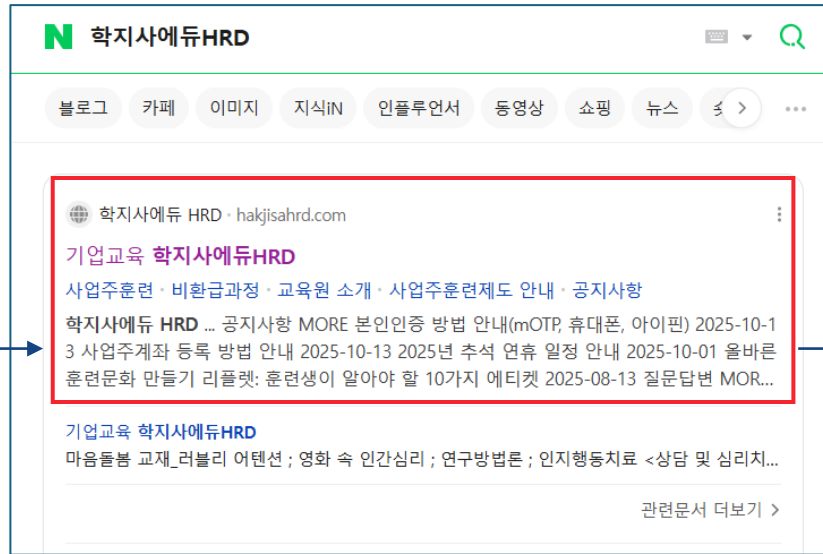 N 학지사에듀HRD
블로그 카페 이미지 지식iN 인플루언서 동영상 쇼핑 뉴스
학지사에듀 HRD · hakjisahrd.com
기업교육 학지사에듀HRD
사업주훈련 · 비환급과정 · 교육원 소개 · 사업주훈련제도 안내 · 공지사항
학지사에듀 HRD ... 공지사항 MORE 본인인증 방법 안내(mOTP, 휴대폰, 아이핀) 2025-10-1
3 사업주계좌 등록 방법 안내 2025-10-13 2025년 추석 연휴 일정 안내 2025-10-01 올바른
훈련문화 만들기 리플렛: 훈련생이 알아야 할 10가지 에티켓 2025-08-13 질문답변 MOR...
기업교육 학지사에듀HRD
마음돌봄 교재_러블리 어텐션 ; 영화 속 인간심리 ; 연구방법론 ; 인지행동치료 <상담 및 심리치...
관련문서 더보기 >